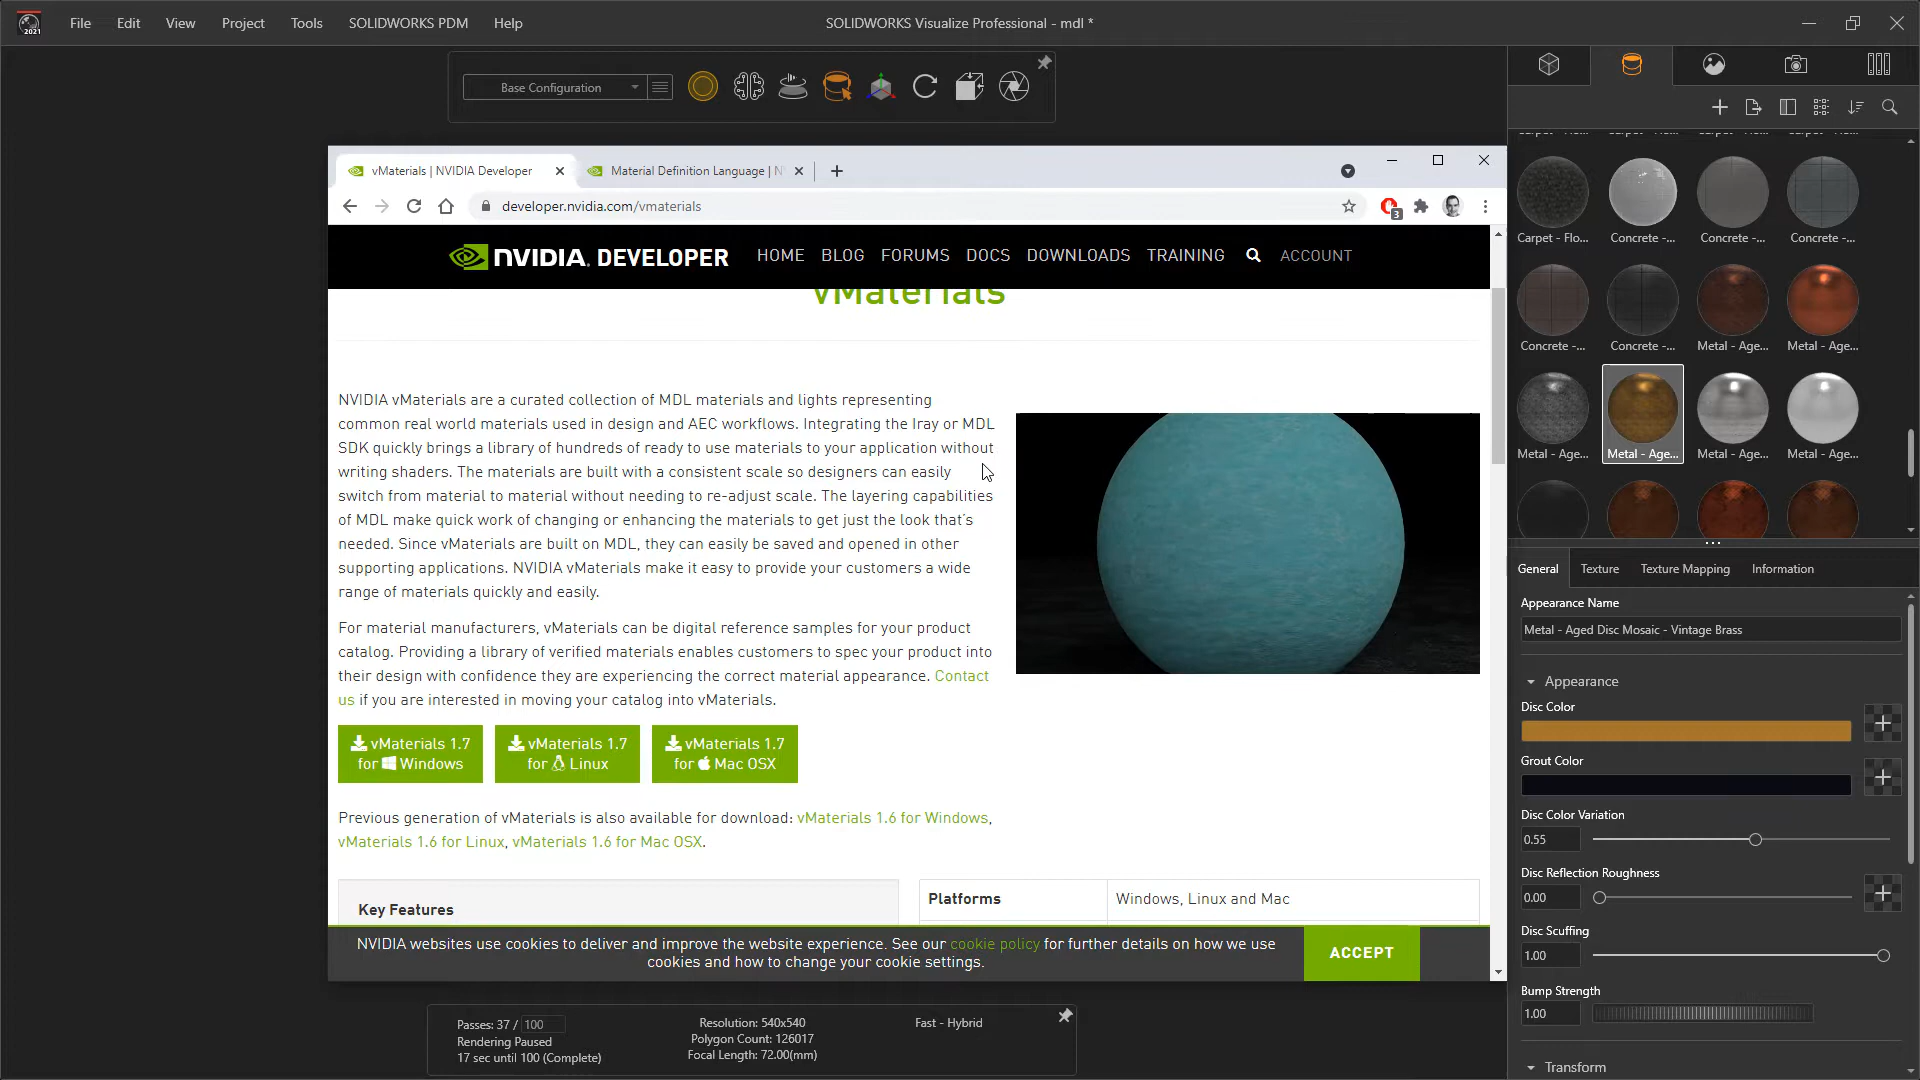 File Edit View Project Tools SOLIDWORKS PDM Help SOLIDWORKS Visualize Professional - mdl *
2021
Base Configuration
vMaterials | NVIDIA Developer
Material Definition Language | N
developer.nvidia.com/vmaterials
3
NVIDIA. DEVELOPER HOME BLOG FORUMS DOCS DOWNLOADS TRAINING ACCOUNT
vMaterials
NVIDIA vMaterials are a curated collection of MDL materials and lights representing
common real world materials used in design and AEC workflows. Integrating the Iray or MDL
SDK quickly brings a library of hundreds of ready to use materials to your application without
writing shaders. The materials are built with a consistent scale so designers can easily
switch from material to material without needing to re-adjust scale. The layering capabilities
of MDL make quick work of changing or enhancing the materials to get just the look that's
needed. Since vMaterials are built on MDL, they can easily be saved and opened in other
supporting applications. NVIDIA vMaterials make it easy to provide your customers a wide
range of materials quickly and easily.
For material manufacturers, vMaterials can be digital reference samples for your product
catalog. Providing a library of verified materials enables customers to spec your product into
their design with confidence they are experiencing the correct material appearance. Contact
us if you are interested in moving your catalog into vMaterials.
vMaterials 1.7
for Windows
vMaterials 1.7
for Linux
vMaterials 1.7
for Mac OSX
Previous generation of vMaterials is also available for download: vMaterials 1.6 for Windows,
vMaterials 1.6 for Linux, vMaterials 1.6 for Mac OSX.
Key Features
Platforms Windows, Linux and Mac
NVIDIA websites use cookies to deliver and improve the website experience. See our cookie policy for further details on how we use
cookies and how to change your cookie settings.
ACCEPT
Passes: 37 / 100
Rendering Paused
17 sec until 100 (Complete)
Resolution: 540x540
Polygon Count: 126017
Focal Length: 72.00(mm)
Fast - Hybrid
Carpet - Flo... Concrete -... Concrete -... Concrete -...
Concrete -... Concrete -... Metal - Age... Metal - Age...
Metal - Age... Metal - Age... Metal - Age... Metal - Age...
General Texture Texture Mapping Information
Appearance Name
Metal - Aged Disc Mosaic - Vintage Brass
Appearance
Disc Color
Grout Color
Disc Color Variation
0.55
Disc Reflection Roughness
0.00
Disc Scuffing
1.00
Bump Strength
1.00
Transform